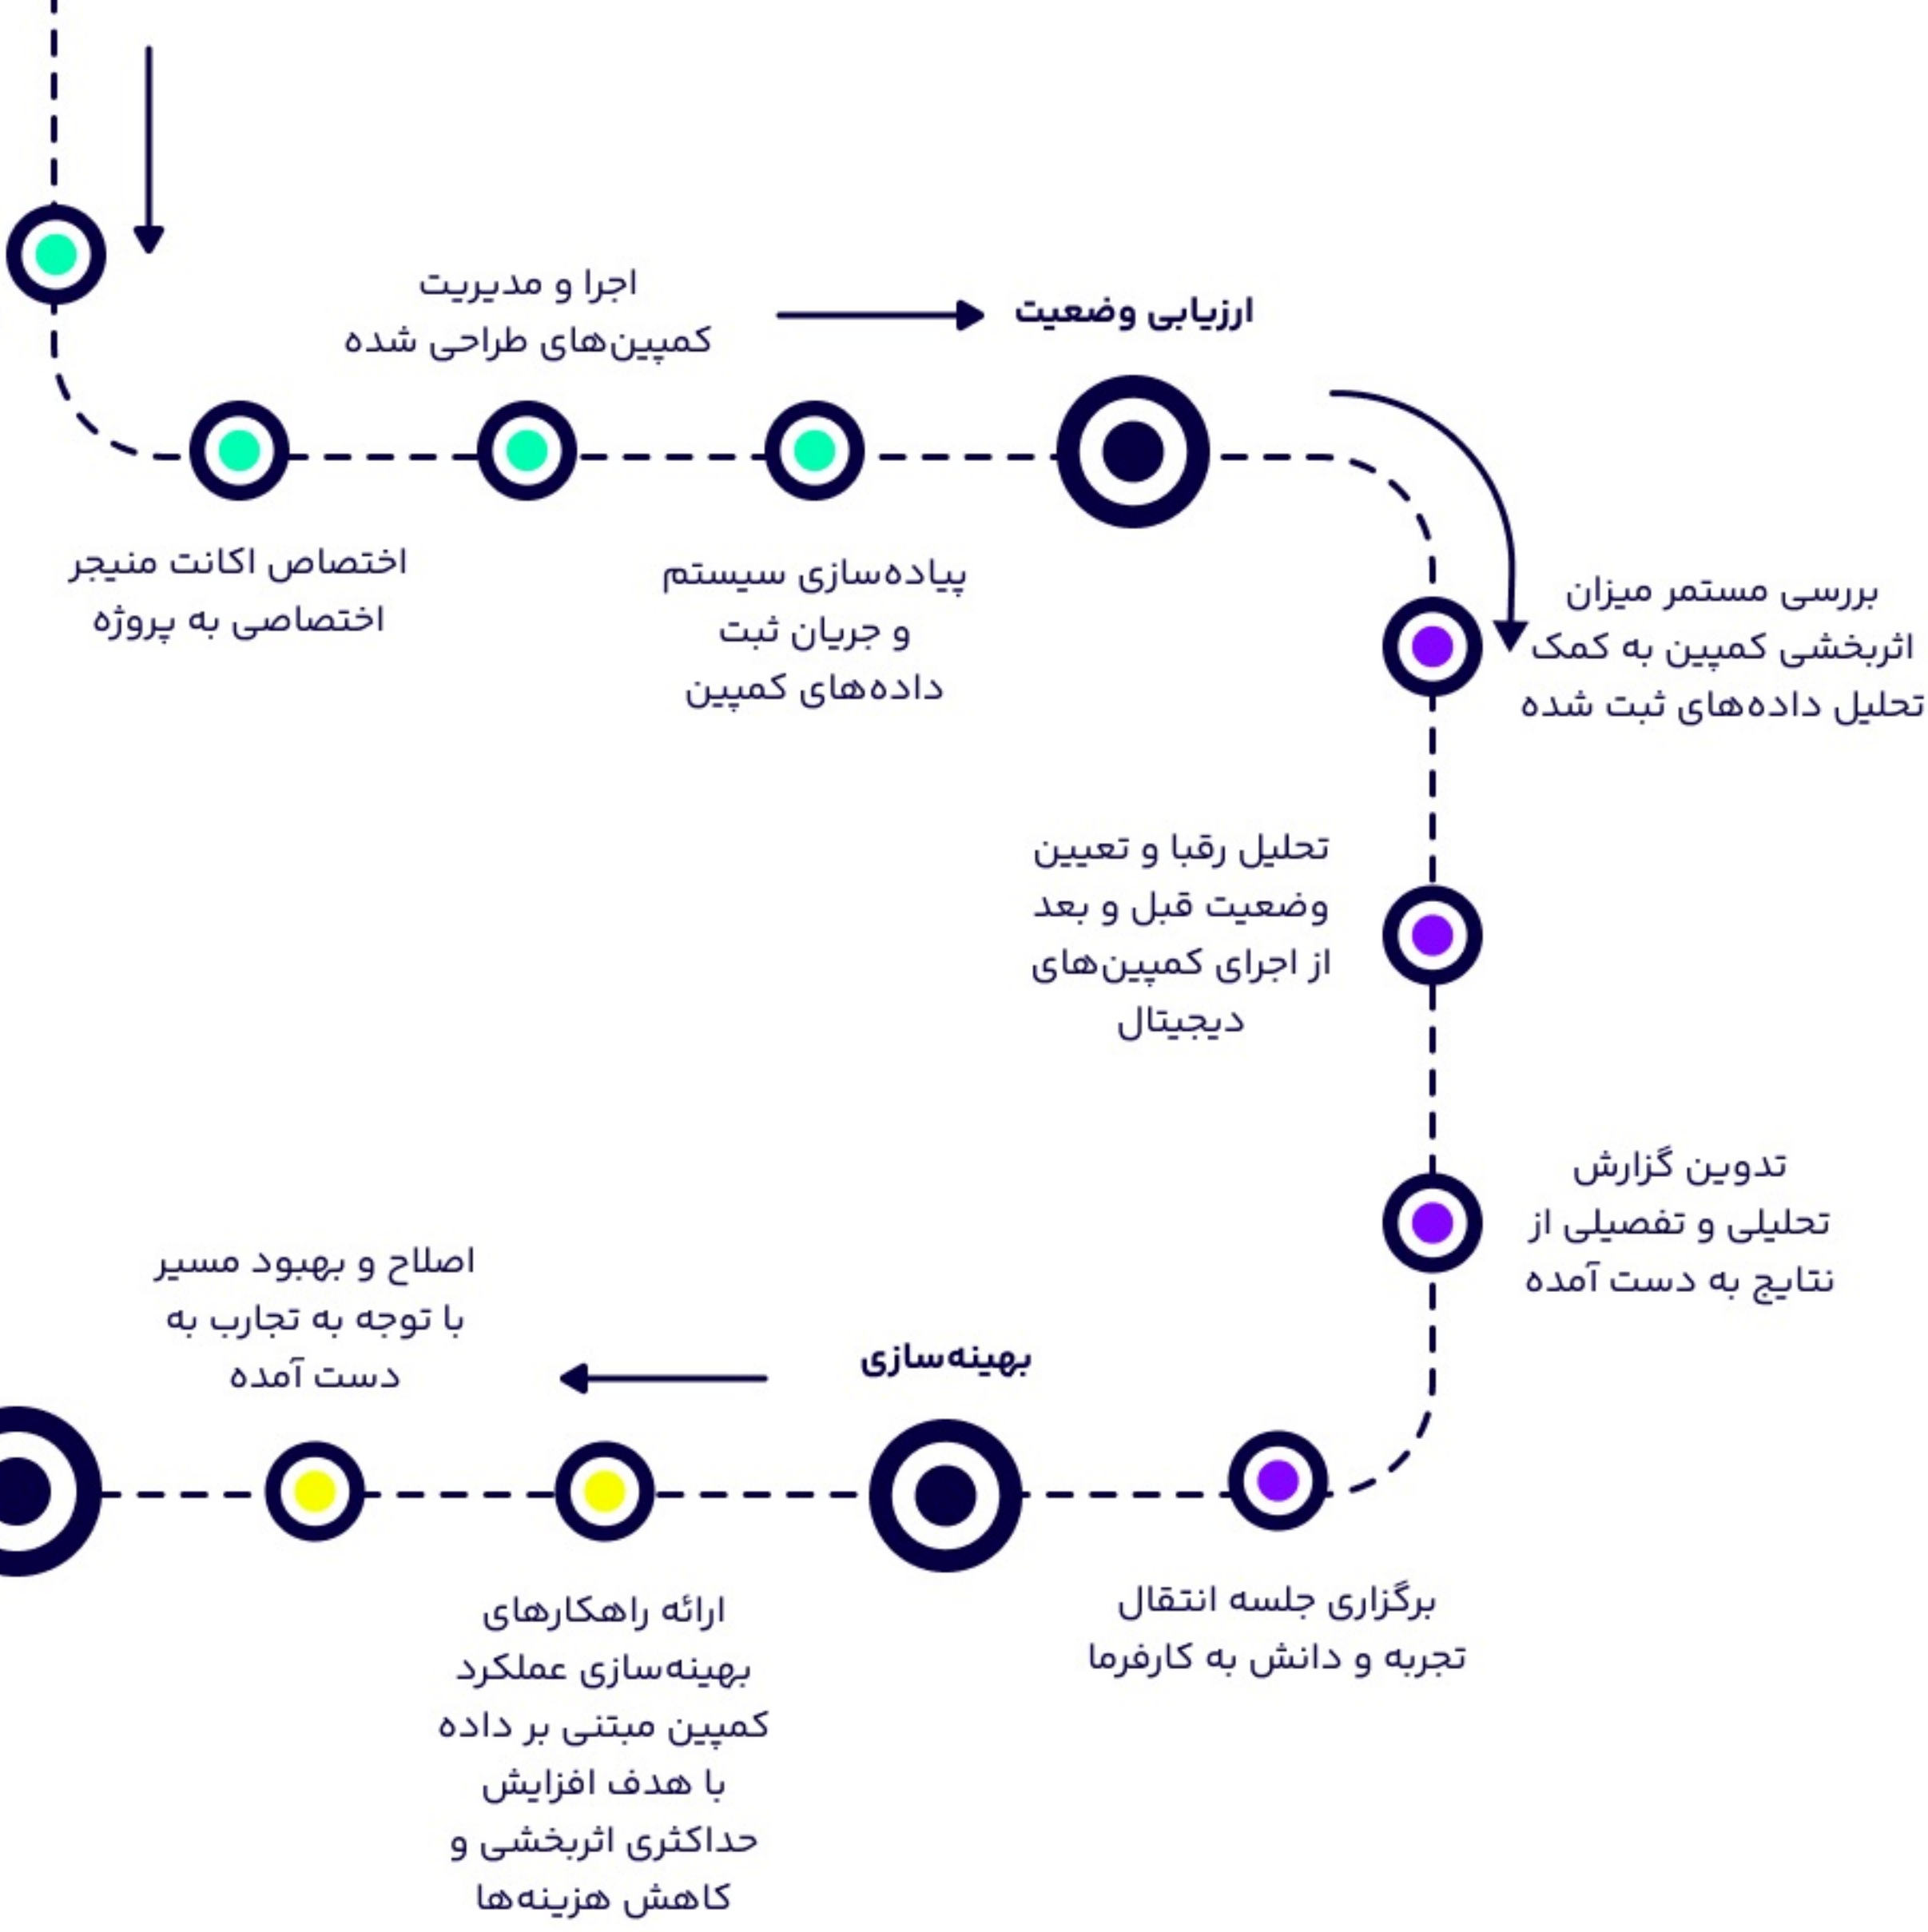 اجرا و مدیریت
کمپین‌های طراحی شده
ارزیابی وضعیت
اختصاص اکانت منیجر
اختصاصی به پروژه
پیاده‌سازی سیستم
و جریان ثبت
داده‌های کمپین
بررسی مستمر میزان
اثربخشی کمپین به کمک
تحلیل داده‌های ثبت شده
تحلیل رقبا و تعیین
وضعیت قبل و بعد
از اجرای کمپین‌های
دیجیتال
تدوین گزارش
تحلیلی و تفصیلی از
نتایج به دست آمده
برگزاری جلسه انتقال
تجربه و دانش به کارفرما
بهینه‌سازی
ارائه راهکارهای
بهینه‌سازی عملکرد
کمپین مبتنی بر داده
با هدف افزایش
حداکثری اثربخشی و
کاهش هزینه‌ها
اصلاح و بهبود مسیر
با توجه به تجارب به
دست آمده